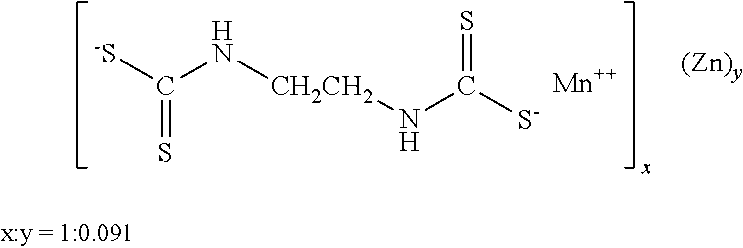 H S
⁻S N (Zn)y
C CH₂CH₂ C Mn⁺⁺
N S⁻
S H
x
x:y = 1:0.091